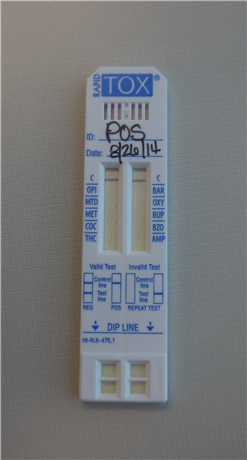 RAPID TOX®
ID: POS
Date: 8/26/14
C C
OPI BAR
MTD OXY
MET BUP
COC BZO
THC AMP
Valid Test Invalid Test
Control line Control line
Test line Test line
NEG POS REPEAT TEST
DIP LINE